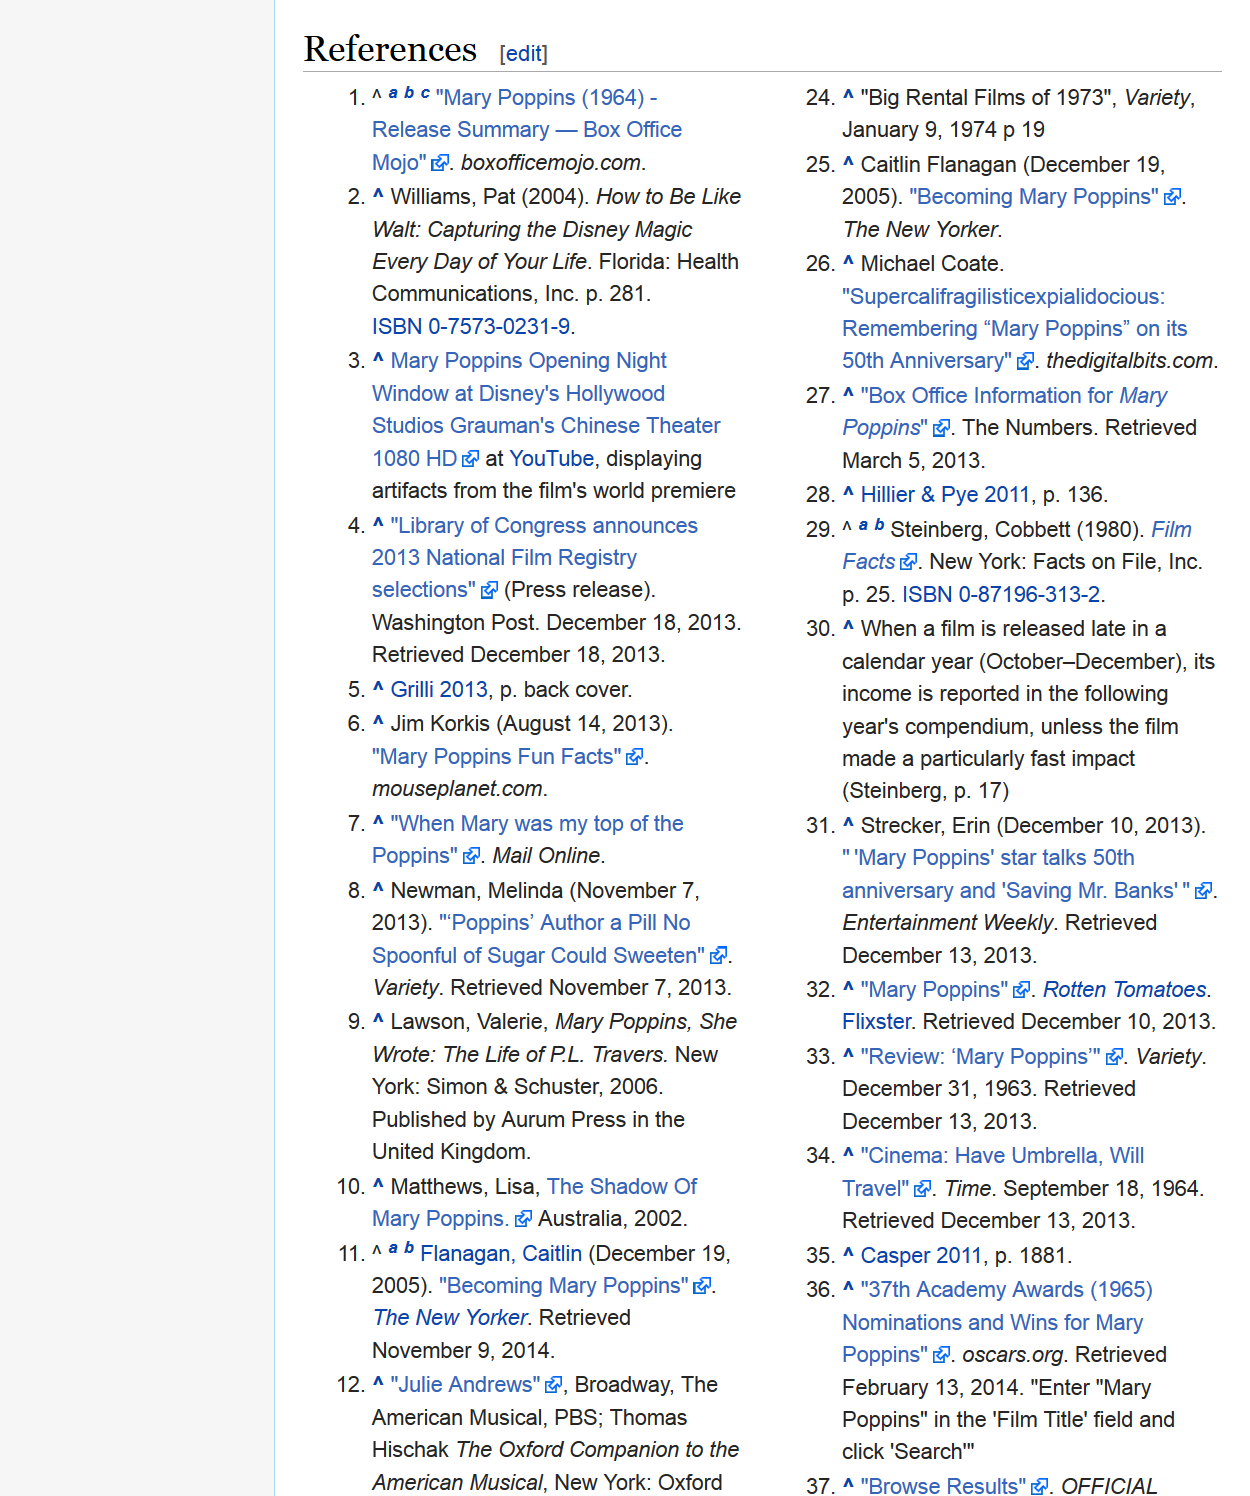 References [edit]
1. ^ a b c "Mary Poppins (1964) -
Release Summary — Box Office
Mojo" . boxofficemojo.com.
2. ^ Williams, Pat (2004). How to Be Like
Walt: Capturing the Disney Magic
Every Day of Your Life. Florida: Health
Communications, Inc. p. 281.
ISBN 0-7573-0231-9.
3. ^ Mary Poppins Opening Night
Window at Disney's Hollywood
Studios Grauman's Chinese Theater
1080 HD at YouTube, displaying
artifacts from the film's world premiere
4. ^ "Library of Congress announces
2013 National Film Registry
selections" (Press release).
Washington Post. December 18, 2013.
Retrieved December 18, 2013.
5. ^ Grilli 2013, p. back cover.
6. ^ Jim Korkis (August 14, 2013).
"Mary Poppins Fun Facts" .
mouseplanet.com.
7. ^ "When Mary was my top of the
Poppins" . Mail Online.
8. ^ Newman, Melinda (November 7,
2013). "‘Poppins’ Author a Pill No
Spoonful of Sugar Could Sweeten" .
Variety. Retrieved November 7, 2013.
9. ^ Lawson, Valerie, Mary Poppins, She
Wrote: The Life of P.L. Travers. New
York: Simon & Schuster, 2006.
Published by Aurum Press in the
United Kingdom.
10. ^ Matthews, Lisa, The Shadow Of
Mary Poppins. Australia, 2002.
11. ^ a b Flanagan, Caitlin (December 19,
2005). "Becoming Mary Poppins" .
The New Yorker. Retrieved
November 9, 2014.
12. ^ "Julie Andrews" , Broadway, The
American Musical, PBS; Thomas
Hischak The Oxford Companion to the
American Musical, New York: Oxford
24. ^ "Big Rental Films of 1973", Variety,
January 9, 1974 p 19
25. ^ Caitlin Flanagan (December 19,
2005). "Becoming Mary Poppins" .
The New Yorker.
26. ^ Michael Coate.
"Supercalifragilisticexpialidocious:
Remembering “Mary Poppins” on its
50th Anniversary" . thedigitalbits.com.
27. ^ "Box Office Information for Mary
Poppins" . The Numbers. Retrieved
March 5, 2013.
28. ^ Hillier & Pye 2011, p. 136.
29. ^ a b Steinberg, Cobbett (1980). Film
Facts . New York: Facts on File, Inc.
p. 25. ISBN 0-87196-313-2.
30. ^ When a film is released late in a
calendar year (October–December), its
income is reported in the following
year's compendium, unless the film
made a particularly fast impact
(Steinberg, p. 17)
31. ^ Strecker, Erin (December 10, 2013).
" 'Mary Poppins' star talks 50th
anniversary and 'Saving Mr. Banks' " .
Entertainment Weekly. Retrieved
December 13, 2013.
32. ^ "Mary Poppins" . Rotten Tomatoes.
Flixster. Retrieved December 10, 2013.
33. ^ "Review: ‘Mary Poppins’" . Variety.
December 31, 1963. Retrieved
December 13, 2013.
34. ^ "Cinema: Have Umbrella, Will
Travel" . Time. September 18, 1964.
Retrieved December 13, 2013.
35. ^ Casper 2011, p. 1881.
36. ^ "37th Academy Awards (1965)
Nominations and Wins for Mary
Poppins" . oscars.org. Retrieved
February 13, 2014. "Enter "Mary
Poppins" in the 'Film Title' field and
click 'Search'"
37. ^ "Browse Results" . OFFICIAL